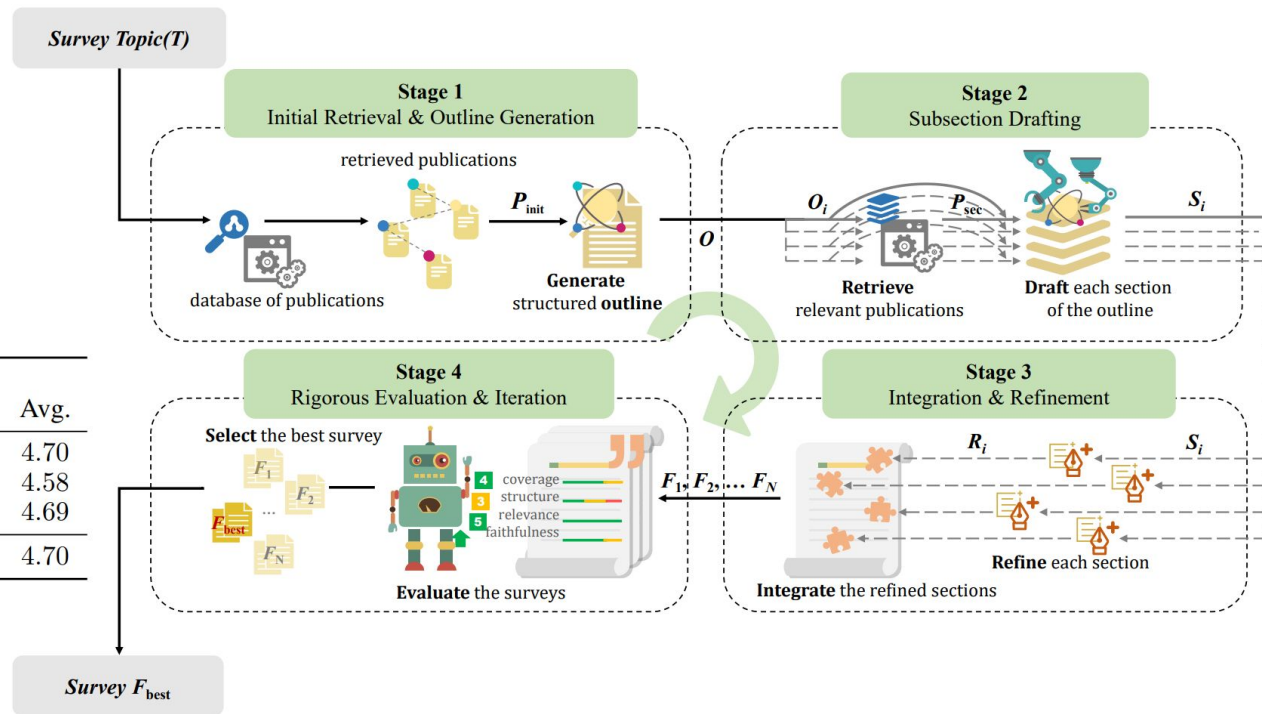 Survey Topic(T)
Stage 1
Initial Retrieval & Outline Generation
retrieved publications
P_init
database of publications
Generate
structured outline
O
Stage 2
Subsection Drafting
O_i
P_sec
S_i
Retrieve
relevant publications
Draft each section
of the outline
Stage 3
Integration & Refinement
R_i
S_i
Refine each section
Integrate the refined sections
F_1, F_2, ... F_N
Stage 4
Rigorous Evaluation & Iteration
Select the best survey
F_1
F_2
...
F_best
F_N
4
3
5
coverage
structure
relevance
faithfulness
Evaluate the surveys
Survey F_best
Avg.
4.70
4.58
4.69
4.70